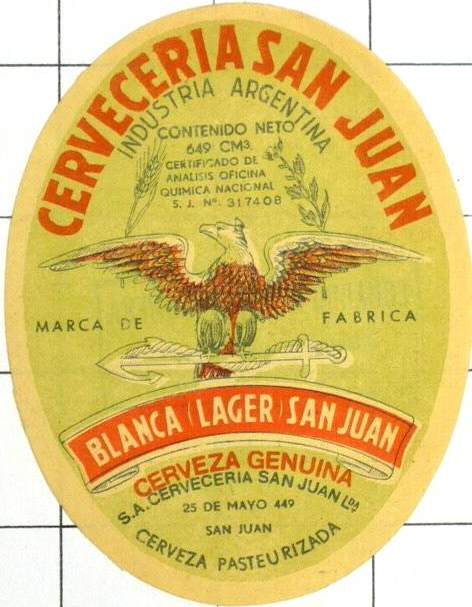 CERVECERIA SAN JUAN
INDUSTRIA ARGENTINA
CONTENIDO NETO
649 CM3.
CERTIFICADO DE
ANALISIS OFICINA
QUIMICA NACIONAL
S. J. Nº. 317408
MARCA DE FABRICA
BLANCA (LAGER) SAN JUAN
CERVEZA GENUINA
S.A. CERVECERIA SAN JUAN LDA.
25 DE MAYO 449
SAN JUAN
CERVEZA PASTEURIZADA